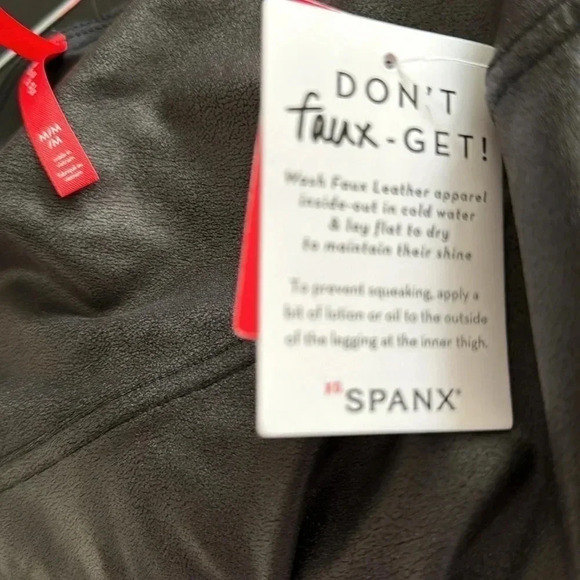 M/M
/M
DON'T
faux-GET!
Wash Faux Leather apparel
inside-out in cold water
& lay flat to dry
to maintain their shine
To prevent squeaking, apply a
bit of lotion or oil to the outside
of the legging at the inner thigh.
SPANX®